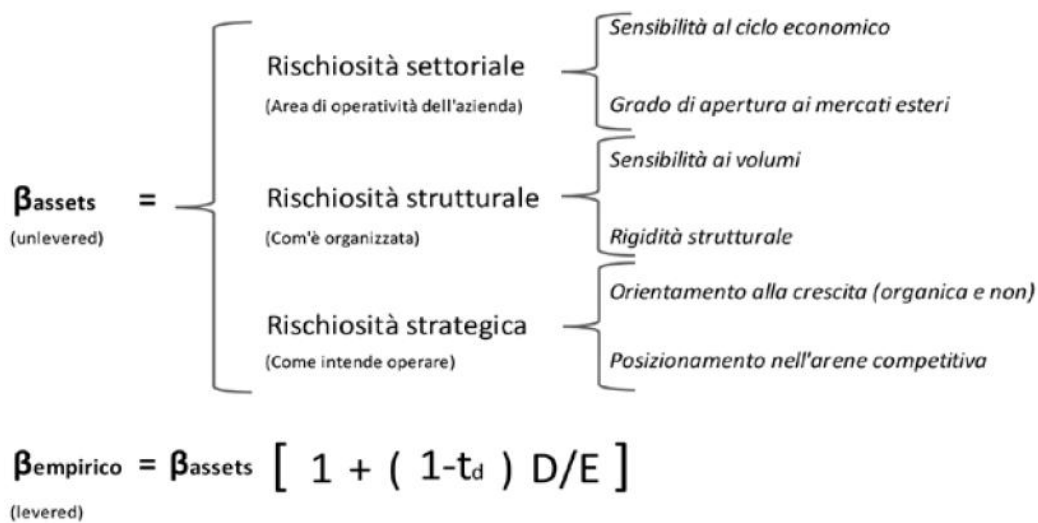 Sensibilità al ciclo economico
Rischiosità settoriale
(Area di operatività dell'azienda)
Grado di apertura ai mercati esteri
Sensibilità ai volumi
βassets =
(unlevered)
Rischiosità strutturale
(Com'è organizzata)
Rigidità strutturale
Orientamento alla crescita (organica e non)
Rischiosità strategica
(Come intende operare)
Posizionamento nell'arene competitiva
βempirico = βassets [ 1 + ( 1-td ) D/E ]
(levered)